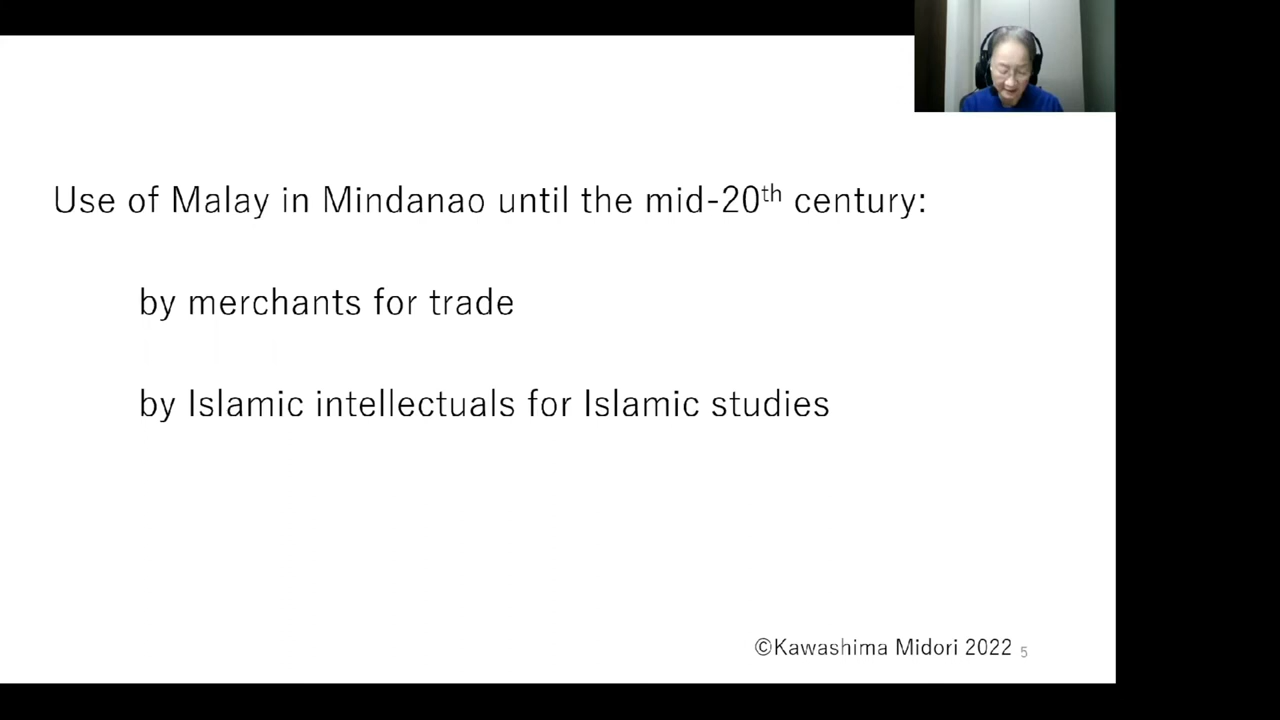 Use of Malay in Mindanao until the mid-20th century:
by merchants for trade
by Islamic intellectuals for Islamic studies
©Kawashima Midori 2022 5